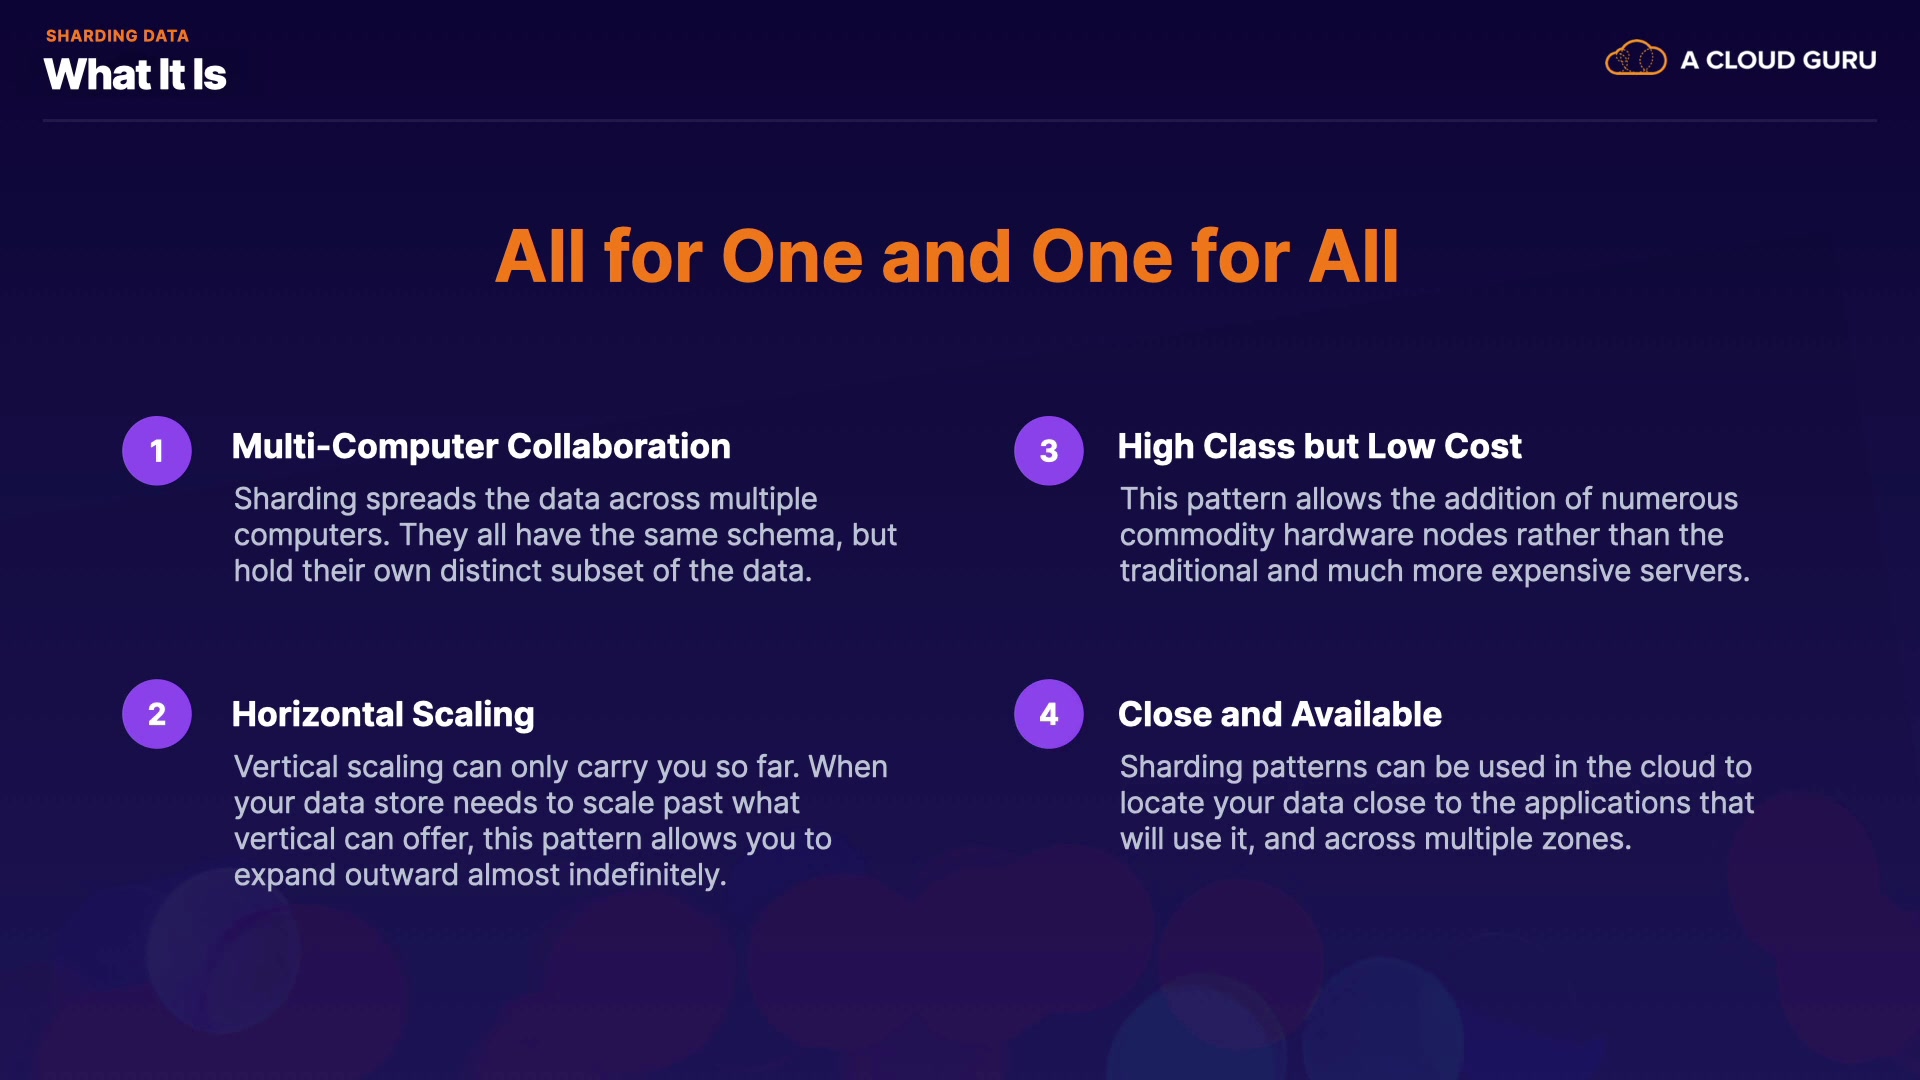 SHARDING DATA
What It Is
A CLOUD GURU
All for One and One for All
1
Multi-Computer Collaboration
Sharding spreads the data across multiple
computers. They all have the same schema, but
hold their own distinct subset of the data.
2
Horizontal Scaling
Vertical scaling can only carry you so far. When
your data store needs to scale past what
vertical can offer, this pattern allows you to
expand outward almost indefinitely.
3
High Class but Low Cost
This pattern allows the addition of numerous
commodity hardware nodes rather than the
traditional and much more expensive servers.
4
Close and Available
Sharding patterns can be used in the cloud to
locate your data close to the applications that
will use it, and across multiple zones.